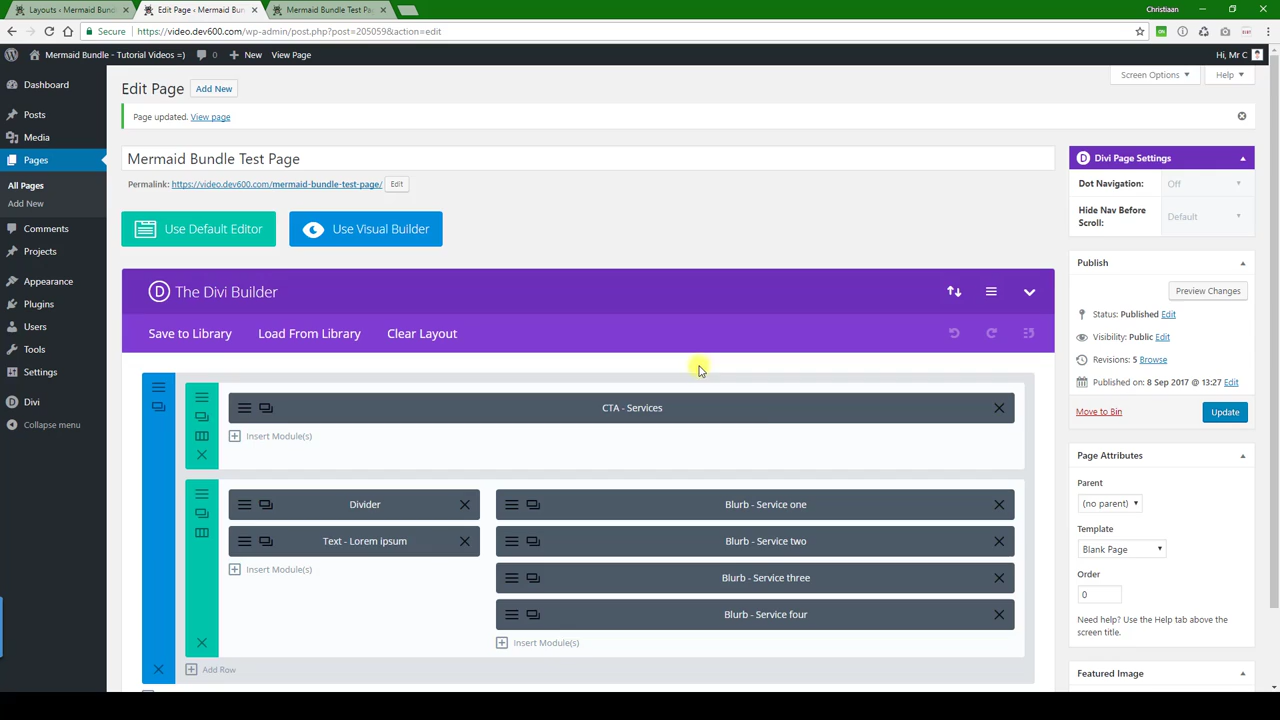 Layouts ‹ Mermaid Bund
Edit Page ‹ Mermaid Bun
Mermaid Bundle Test Pag
Christiaan
Secure
https://video.dev600.com/wp-admin/post.php?post=205059&action=edit
Mermaid Bundle - Tutorial Videos =)
0
New
View Page
Hi, Mr C
Dashboard
Posts
Media
Pages
All Pages
Add New
Comments
Projects
Appearance
Plugins
Users
Tools
Settings
Divi
Collapse menu
Edit Page
Add New
Screen Options
Help
Page updated. View page
Mermaid Bundle Test Page
Permalink: https://video.dev600.com/mermaid-bundle-test-page/
Edit
Use Default Editor
Use Visual Builder
D The Divi Builder
Save to Library
Load From Library
Clear Layout
CTA - Services
Insert Module(s)
Divider
Text - Lorem ipsum
Insert Module(s)
Blurb - Service one
Blurb - Service two
Blurb - Service three
Blurb - Service four
Insert Module(s)
Add Row
D Divi Page Settings
Dot Navigation:
Off
Hide Nav Before
Scroll:
Default
Publish
Preview Changes
Status: Published Edit
Visibility: Public Edit
Revisions: 5 Browse
Published on: 8 Sep 2017 @ 13:27 Edit
Move to Bin
Update
Page Attributes
Parent
(no parent)
Template
Blank Page
Order
0
Need help? Use the Help tab above the
screen title.
Featured Image